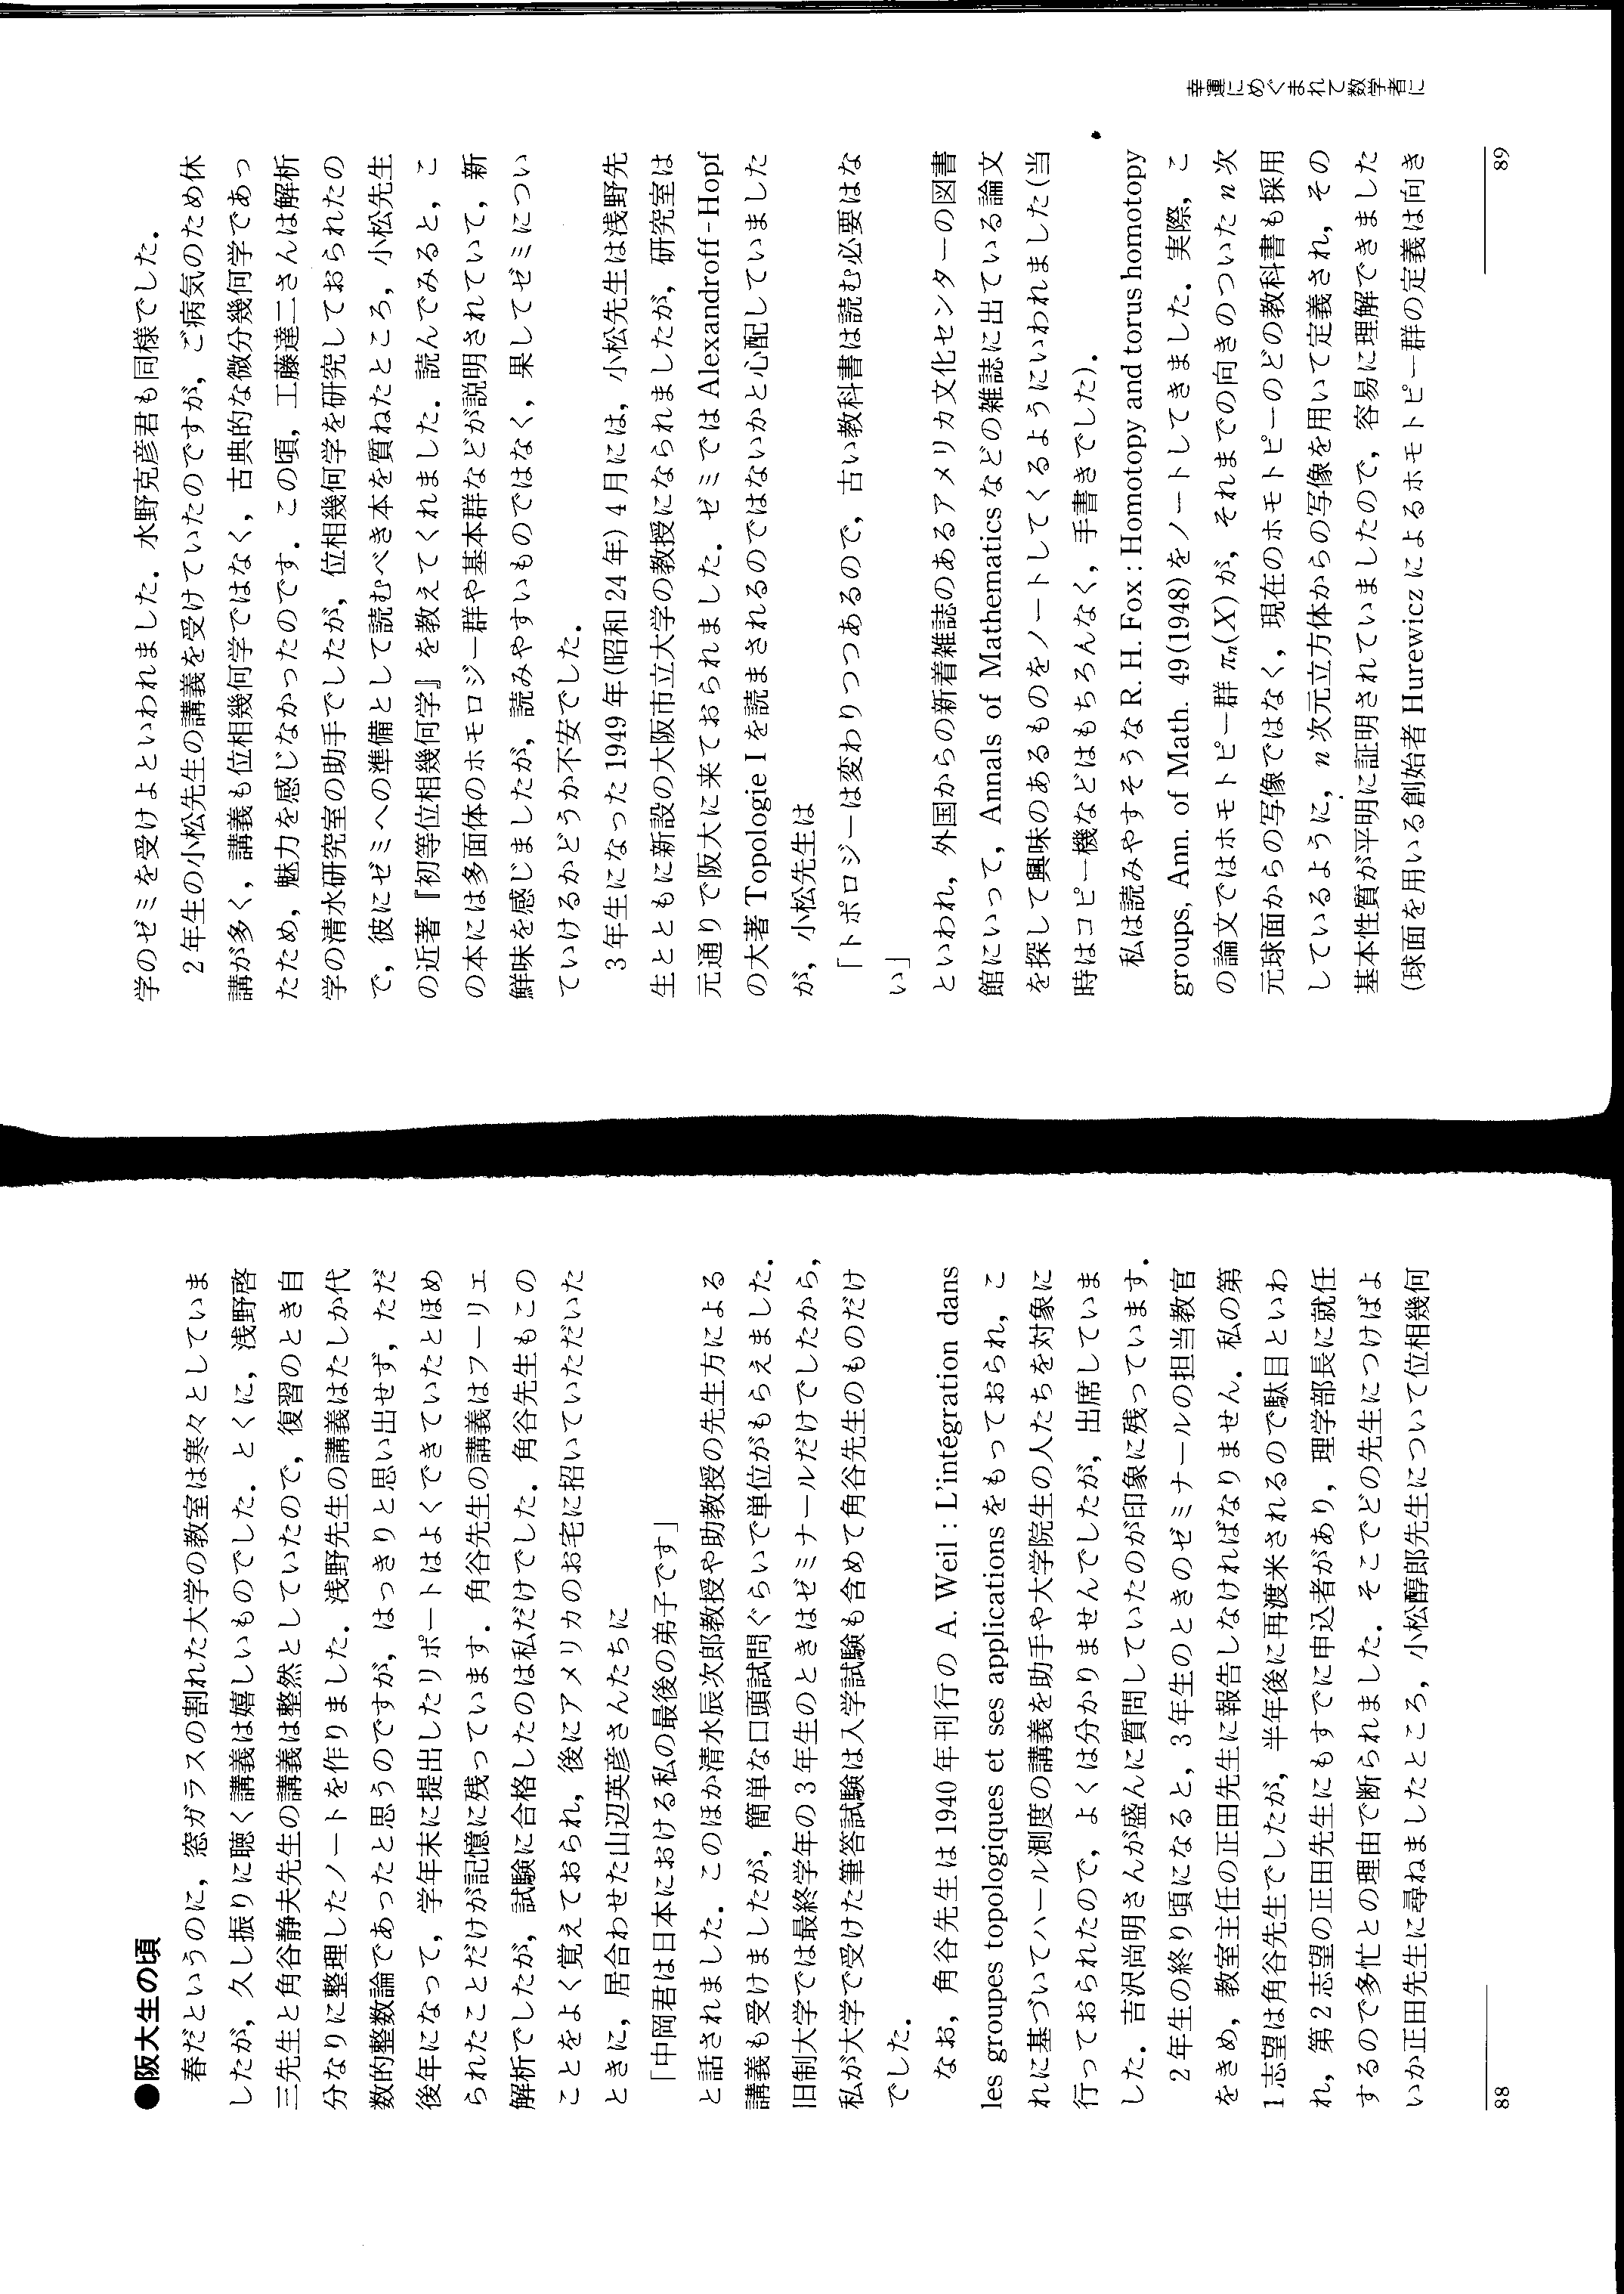 ●阪大生の頃
春だというのに，窓ガラスの割れた大学の教室は寒々としていま
したが，久し振りに聴く講義は嬉しいものでした．とくに，浅野啓
三先生と角谷静夫先生の講義は整然としていたので，復習のとき自
分なりに整理したノートを作りました．浅野先生の講義はたしか代
数的整数論であったと思うのですが，はっきりと思い出せず，ただ
後年になって，学年末に提出したリポートはよくできていたとほめ
られたことだけが記憶に残っています．角谷先生の講義はフーリェ
解析でしたが，試験に合格したのは私だけでした．角谷先生もこの
ことをよく覚えておられ，後にアメリカのお宅に招いていただいた
ときに，居合わせた山辺英彦さんたちに
「中岡君は日本における私の最後の弟子です」
と話されました．このほか清水辰次郎教授や助教授の先生方による
講義も受けましたが，簡単な口頭試問ぐらいで単位がもらえました．
旧制大学では最終学年の3年生のときはゼミナールだけでしたから，
私が大学で受けた筆答試験は入学試験も含めて角谷先生のものだけ
でした．
なお，角谷先生は1940年刊行の A. Weil : L'intégration dans
les groupes topologiques et ses applications をもっておられ，こ
れに基づいてハール測度の講義を助手や大学院生の人たちを対象に
行っておられたので，よくは分かりませんでしたが，出席していま
した．吉沢尚明さんが盛んに質問していたのが印象に残っています．
2年生の終り頃になると，3年生のときのゼミナールの担当教官
をきめ，教室主任の正田先生に報告しなければなりません．私の第
1志望は角谷先生でしたが，半年後に再渡米されるので駄目といわ
れ，第2志望の正田先生にもすでに申込者があり，理学部長に就任
するので多忙との理由で断られました．そこでどの先生につけばよ
いか正田先生に尋ねましたところ，小松醇郎先生について位相幾何
88
幸運にめぐまれて数学者に
学のゼミを受けよといわれました．水野克彦君も同様でした．
2年生の小松先生の講義を受けていたのですが，ご病気のため休
講が多く，講義も位相幾何学ではなく，古典的な微分幾何学であっ
たため，魅力を感じなかったのです．この頃，工藤達二さんは解析
学の清水研究室の助手でしたが，位相幾何学を研究しておられたの
で，彼にゼミへの準備として読むべき本を質ねたところ，小松先生
の近著『初等位相幾何学』を教えてくれました．読んでみると，こ
の本には多面体のホモロジー群や基本群などが説明されていて，新
鮮味を感じましたが，読みやすいものではなく，果してゼミについ
ていけるかどうか不安でした．
3年生になった1949年(昭和24年)4月には，小松先生は浅野先
生とともに新設の大阪市立大学の教授になられましたが，研究室は
元通りで阪大に来ておられました．ゼミでは Alexandroff-Hopf
の大著 Topologie I を読まされるのではないかと心配していました
が，小松先生は
「トポロジーは変わりつつあるので，古い教科書は読む必要はな
い」
といわれ，外国からの新着雑誌のあるアメリカ文化センターの図書
館にいって，Annals of Mathematics などの雑誌に出ている論文
を探して興味のあるものをノートしてくるようにいわれました(当
時はコピー機などはもちろんなく，手書きでした)．
私は読みやすそうな R. H. Fox : Homotopy and torus homotopy
groups, Ann. of Math. 49(1948)をノートしてきました．実際，こ
の論文ではホモトピー群 πn(X) が，それまでの向きのついた n 次
元球面からの写像ではなく，現在のホモトピーのどの教科書も採用
しているように，n 次元立方体からの写像を用いて定義され，その
基本性質が平明に証明されていましたので，容易に理解できました
(球面を用いる創始者 Hurewicz によるホモトピー群の定義は向き
89